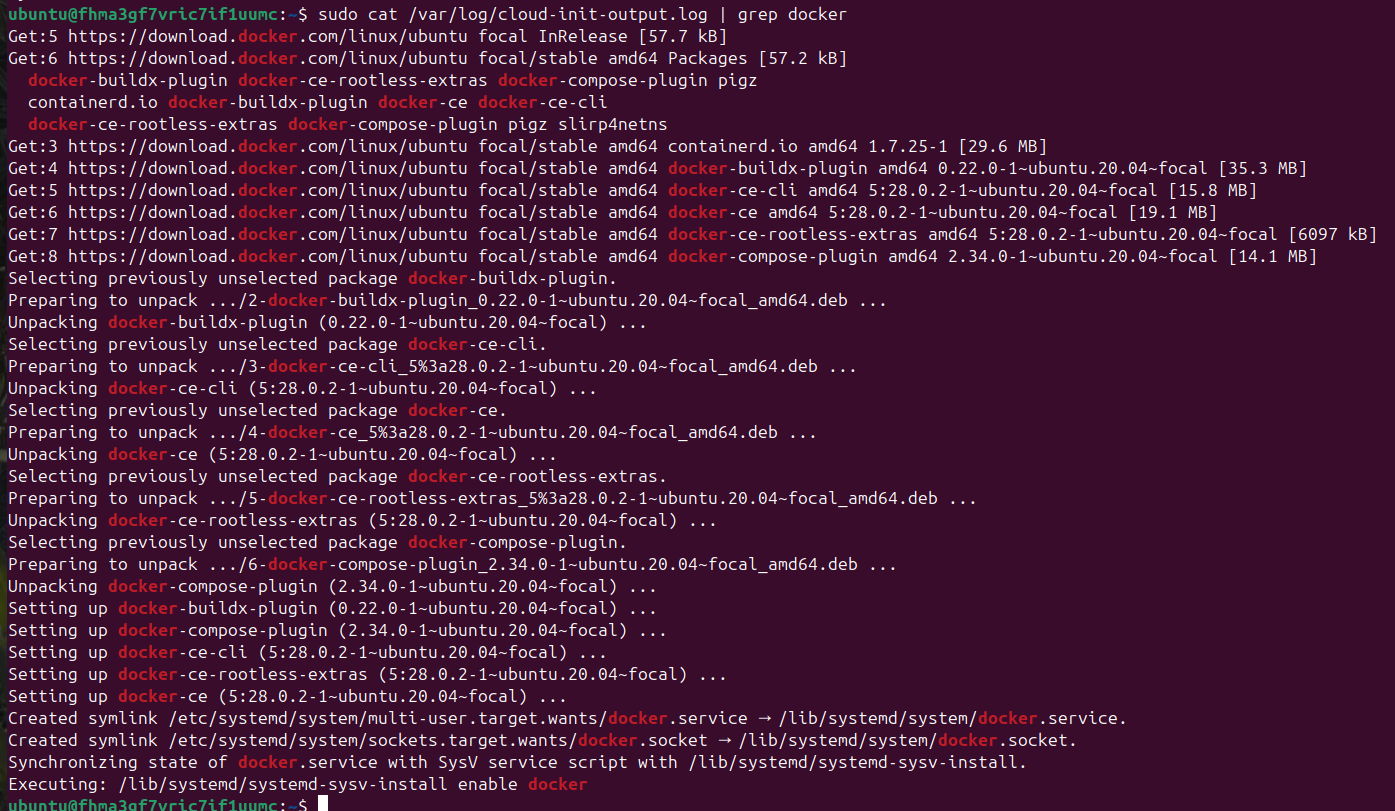 ubuntu@fhma3gf7vric7if1uumc:~$ sudo cat /var/log/cloud-init-output.log | grep docker
Get:5 https://download.docker.com/linux/ubuntu focal InRelease [57.7 kB]
Get:6 https://download.docker.com/linux/ubuntu focal/stable amd64 Packages [57.2 kB]
  docker-buildx-plugin docker-ce-rootless-extras docker-compose-plugin pigz
  containerd.io docker-buildx-plugin docker-ce docker-ce-cli
  docker-ce-rootless-extras docker-compose-plugin pigz slirp4netns
Get:3 https://download.docker.com/linux/ubuntu focal/stable amd64 containerd.io amd64 1.7.25-1 [29.6 MB]
Get:4 https://download.docker.com/linux/ubuntu focal/stable amd64 docker-buildx-plugin amd64 0.22.0-1~ubuntu.20.04~focal [35.3 MB]
Get:5 https://download.docker.com/linux/ubuntu focal/stable amd64 docker-ce-cli amd64 5:28.0.2-1~ubuntu.20.04~focal [15.8 MB]
Get:6 https://download.docker.com/linux/ubuntu focal/stable amd64 docker-ce amd64 5:28.0.2-1~ubuntu.20.04~focal [19.1 MB]
Get:7 https://download.docker.com/linux/ubuntu focal/stable amd64 docker-ce-rootless-extras amd64 5:28.0.2-1~ubuntu.20.04~focal [6097 kB]
Get:8 https://download.docker.com/linux/ubuntu focal/stable amd64 docker-compose-plugin amd64 2.34.0-1~ubuntu.20.04~focal [14.1 MB]
Selecting previously unselected package docker-buildx-plugin.
Preparing to unpack .../2-docker-buildx-plugin_0.22.0-1~ubuntu.20.04~focal_amd64.deb ...
Unpacking docker-buildx-plugin (0.22.0-1~ubuntu.20.04~focal) ...
Selecting previously unselected package docker-ce-cli.
Preparing to unpack .../3-docker-ce-cli_5%3a28.0.2-1~ubuntu.20.04~focal_amd64.deb ...
Unpacking docker-ce-cli (5:28.0.2-1~ubuntu.20.04~focal) ...
Selecting previously unselected package docker-ce.
Preparing to unpack .../4-docker-ce_5%3a28.0.2-1~ubuntu.20.04~focal_amd64.deb ...
Unpacking docker-ce (5:28.0.2-1~ubuntu.20.04~focal) ...
Selecting previously unselected package docker-ce-rootless-extras.
Preparing to unpack .../5-docker-ce-rootless-extras_5%3a28.0.2-1~ubuntu.20.04~focal_amd64.deb ...
Unpacking docker-ce-rootless-extras (5:28.0.2-1~ubuntu.20.04~focal) ...
Selecting previously unselected package docker-compose-plugin.
Preparing to unpack .../6-docker-compose-plugin_2.34.0-1~ubuntu.20.04~focal_amd64.deb ...
Unpacking docker-compose-plugin (2.34.0-1~ubuntu.20.04~focal) ...
Setting up docker-buildx-plugin (0.22.0-1~ubuntu.20.04~focal) ...
Setting up docker-compose-plugin (2.34.0-1~ubuntu.20.04~focal) ...
Setting up docker-ce-cli (5:28.0.2-1~ubuntu.20.04~focal) ...
Setting up docker-ce-rootless-extras (5:28.0.2-1~ubuntu.20.04~focal) ...
Setting up docker-ce (5:28.0.2-1~ubuntu.20.04~focal) ...
Created symlink /etc/systemd/system/multi-user.target.wants/docker.service → /lib/systemd/system/docker.service.
Created symlink /etc/systemd/system/sockets.target.wants/docker.socket → /lib/systemd/system/docker.socket.
Synchronizing state of docker.service with SysV service script with /lib/systemd/systemd-sysv-install.
Executing: /lib/systemd/systemd-sysv-install enable docker
ubuntu@fhma3gf7vric7if1uumc:~$